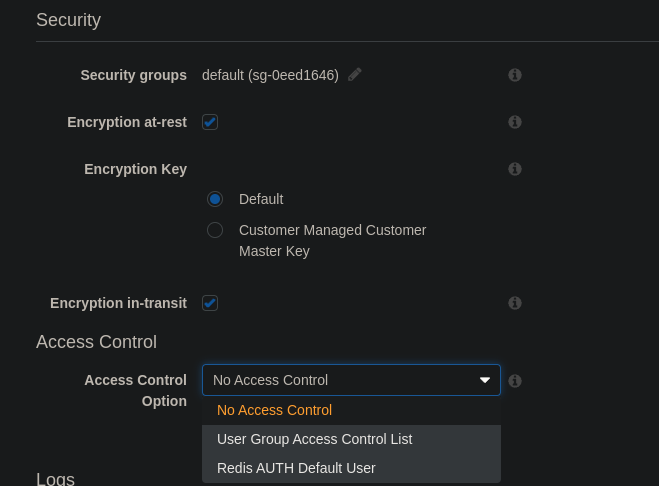 Security
Security groups default (sg-0eed1646)
Encryption at-rest
Encryption Key
Default
Customer Managed Customer
Master Key
Encryption in-transit
Access Control
Access Control
Option
No Access Control
No Access Control
User Group Access Control List
Redis AUTH Default User
Logs